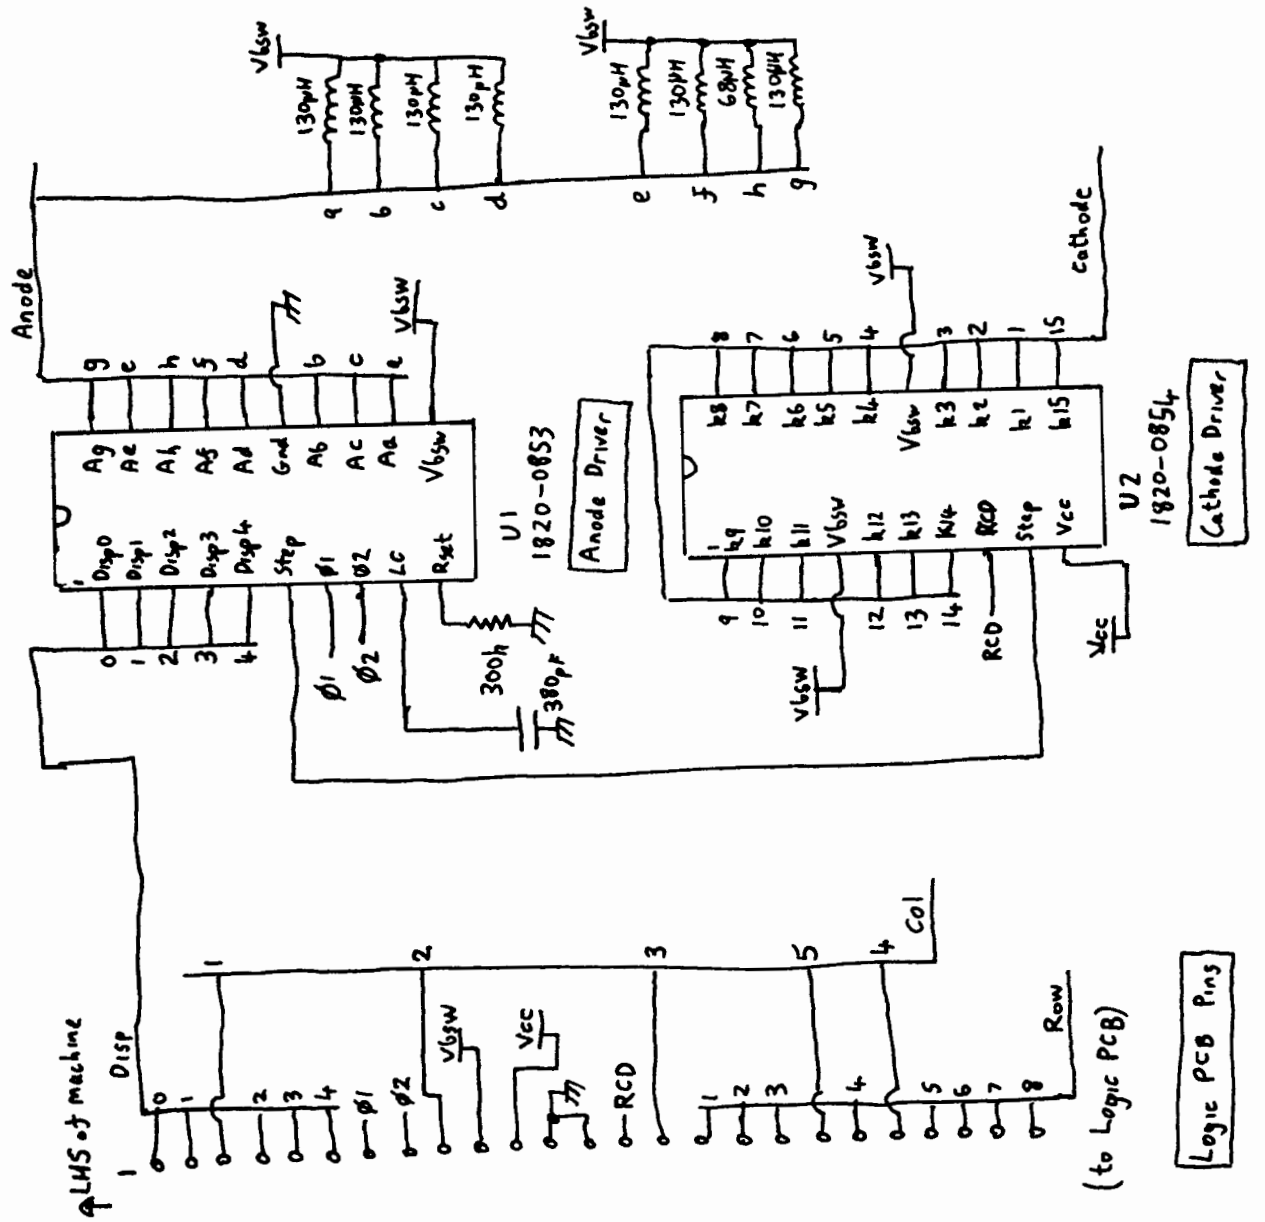 ↑LHS of machine
1
Disp
0
1
2
3
4
Ø1
Ø2
Vbsw
Vcc
RCD
1
2
3
4
5
6
7
8
Row
(to Logic PCB)
Logic PCB Pins
1
2
3
5
4
Col
0
1
2
3
4
Ø1
Ø2
300k
380pF
1
Disp0
Disp1
Disp2
Disp3
Disp4
Step
Ø1
Ø2
LC
Rset
Ag
Ae
Ah
Af
Ad
Gnd
Ab
Ac
Aa
Vbsw
g
e
h
f
d
b
c
a
Vbsw
U1
1820-0853
Anode Driver
Anode
a
b
c
d
e
f
h
g
130µH
130µH
130µH
130µH
Vbsw
130µH
130µH
68µH
130µH
Vbsw
9
10
11
Vbsw
12
13
14
RCD
Vcc
1
k9
k10
k11
Vbsw
k12
k13
K14
RCD
Step
Vcc
k8
k7
k6
k5
k4
Vbsw
k3
k2
k1
k15
8
7
6
5
4
Vbsw
3
2
1
15
Cathode
U2
1820-0854
Cathode Driver